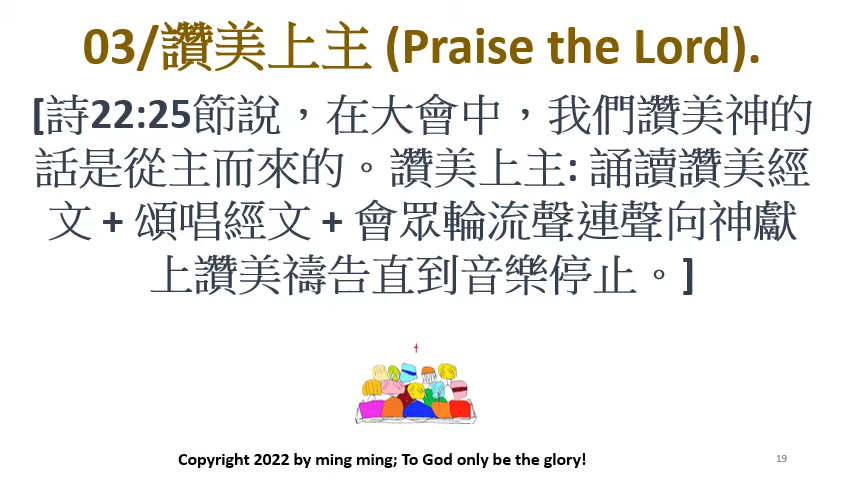 03/讚美上主 (Praise the Lord).
[詩22:25節說，在大會中，我們讚美神的
話是從主而來的。讚美上主: 誦讀讚美經
文 + 頌唱經文 + 會眾輪流聲連聲向神獻
上讚美禱告直到音樂停止。]
Copyright 2022 by ming ming; To God only be the glory!
19